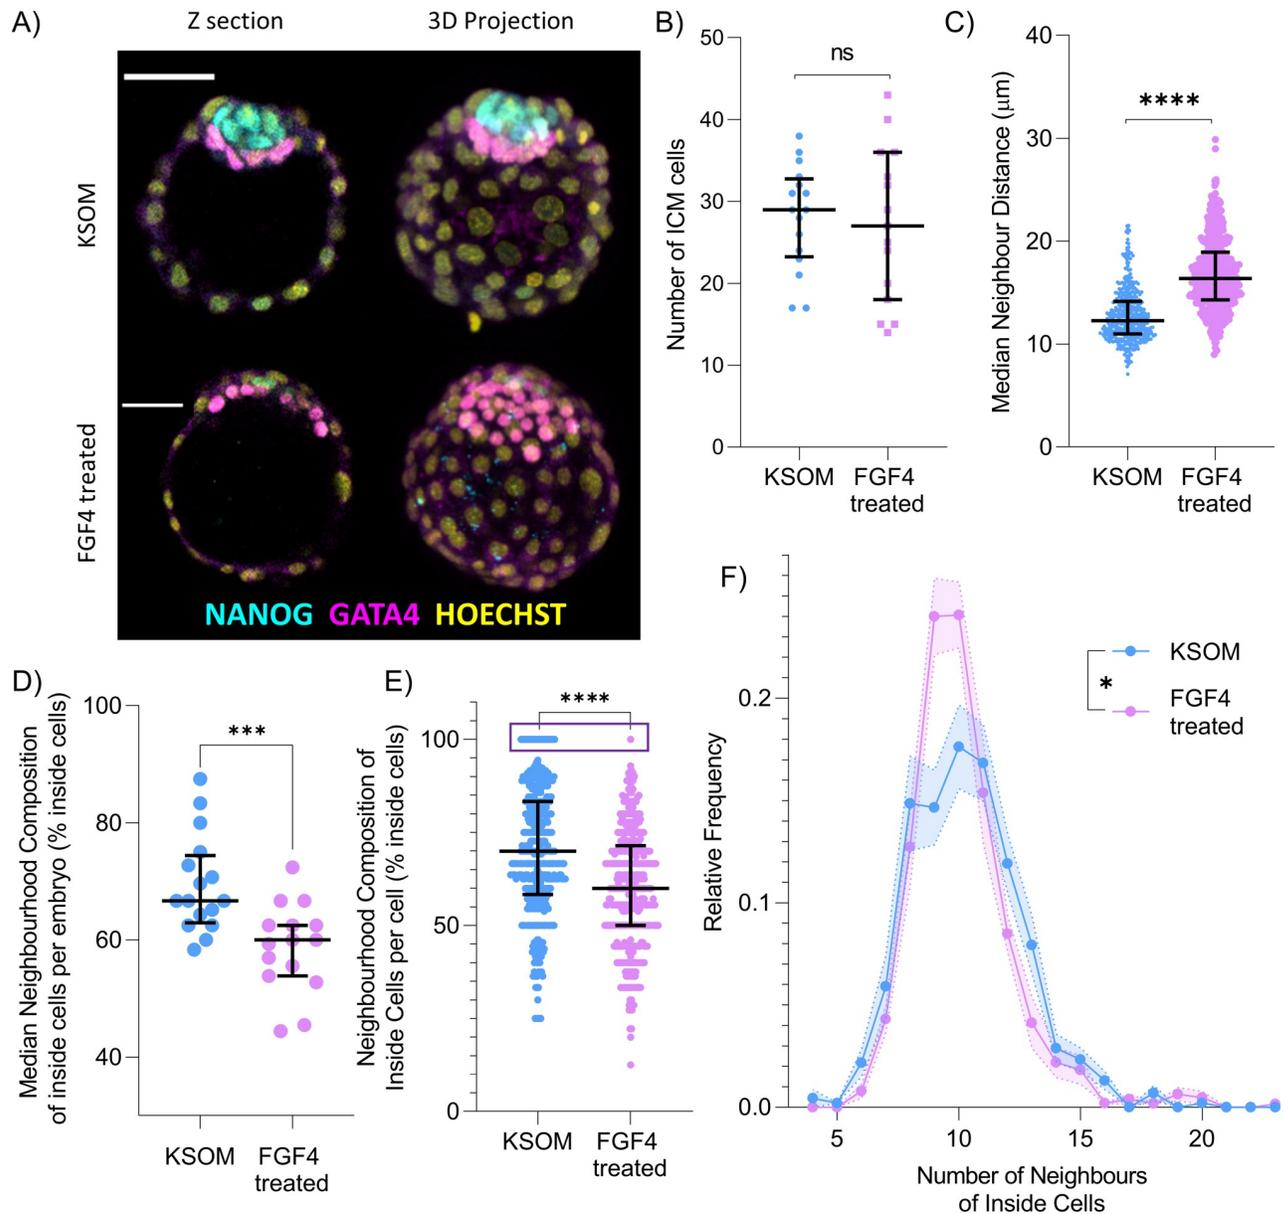 A)
Z section
3D Projection
KSOM
FGF4 treated
NANOG GATA4 HOECHST
B)
Number of ICM cells
50
40
30
20
10
0
ns
KSOM
FGF4
treated
C)
Median Neighbour Distance (µm)
40
30
20
10
0
****
KSOM
FGF4
treated
D)
Median Neighbourhood Composition
of inside cells per embryo (% inside cells)
100
80
60
40
***
KSOM
FGF4
treated
E)
Neighbourhood Composition of
Inside Cells per cell (% inside cells)
100
50
0
****
KSOM
FGF4
treated
F)
Relative Frequency
0.2
0.1
0.0
5
10
15
20
Number of Neighbours
of Inside Cells
KSOM
*
FGF4
treated